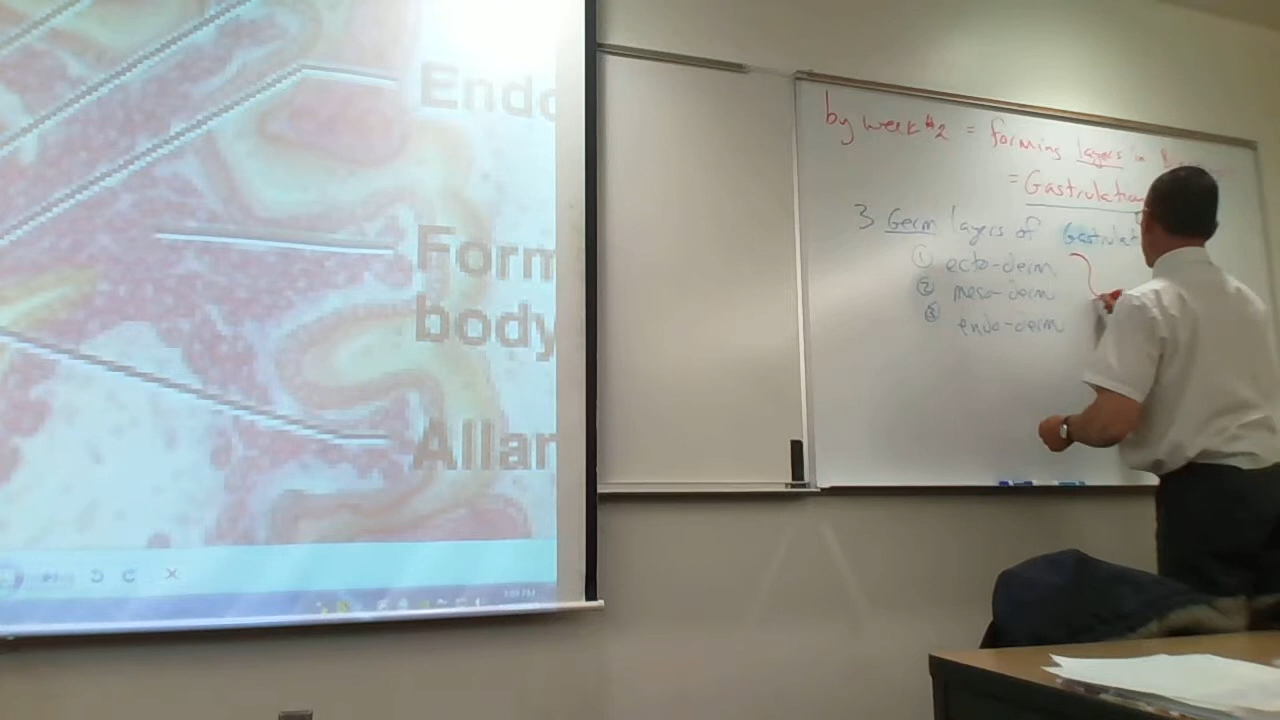 Endo
Form
body
Allan
by week #2 = forming layers in
= Gastrulation
3 Germ layers of Gastrulat
① ecto-derm
② meso-derm
③ endo-derm